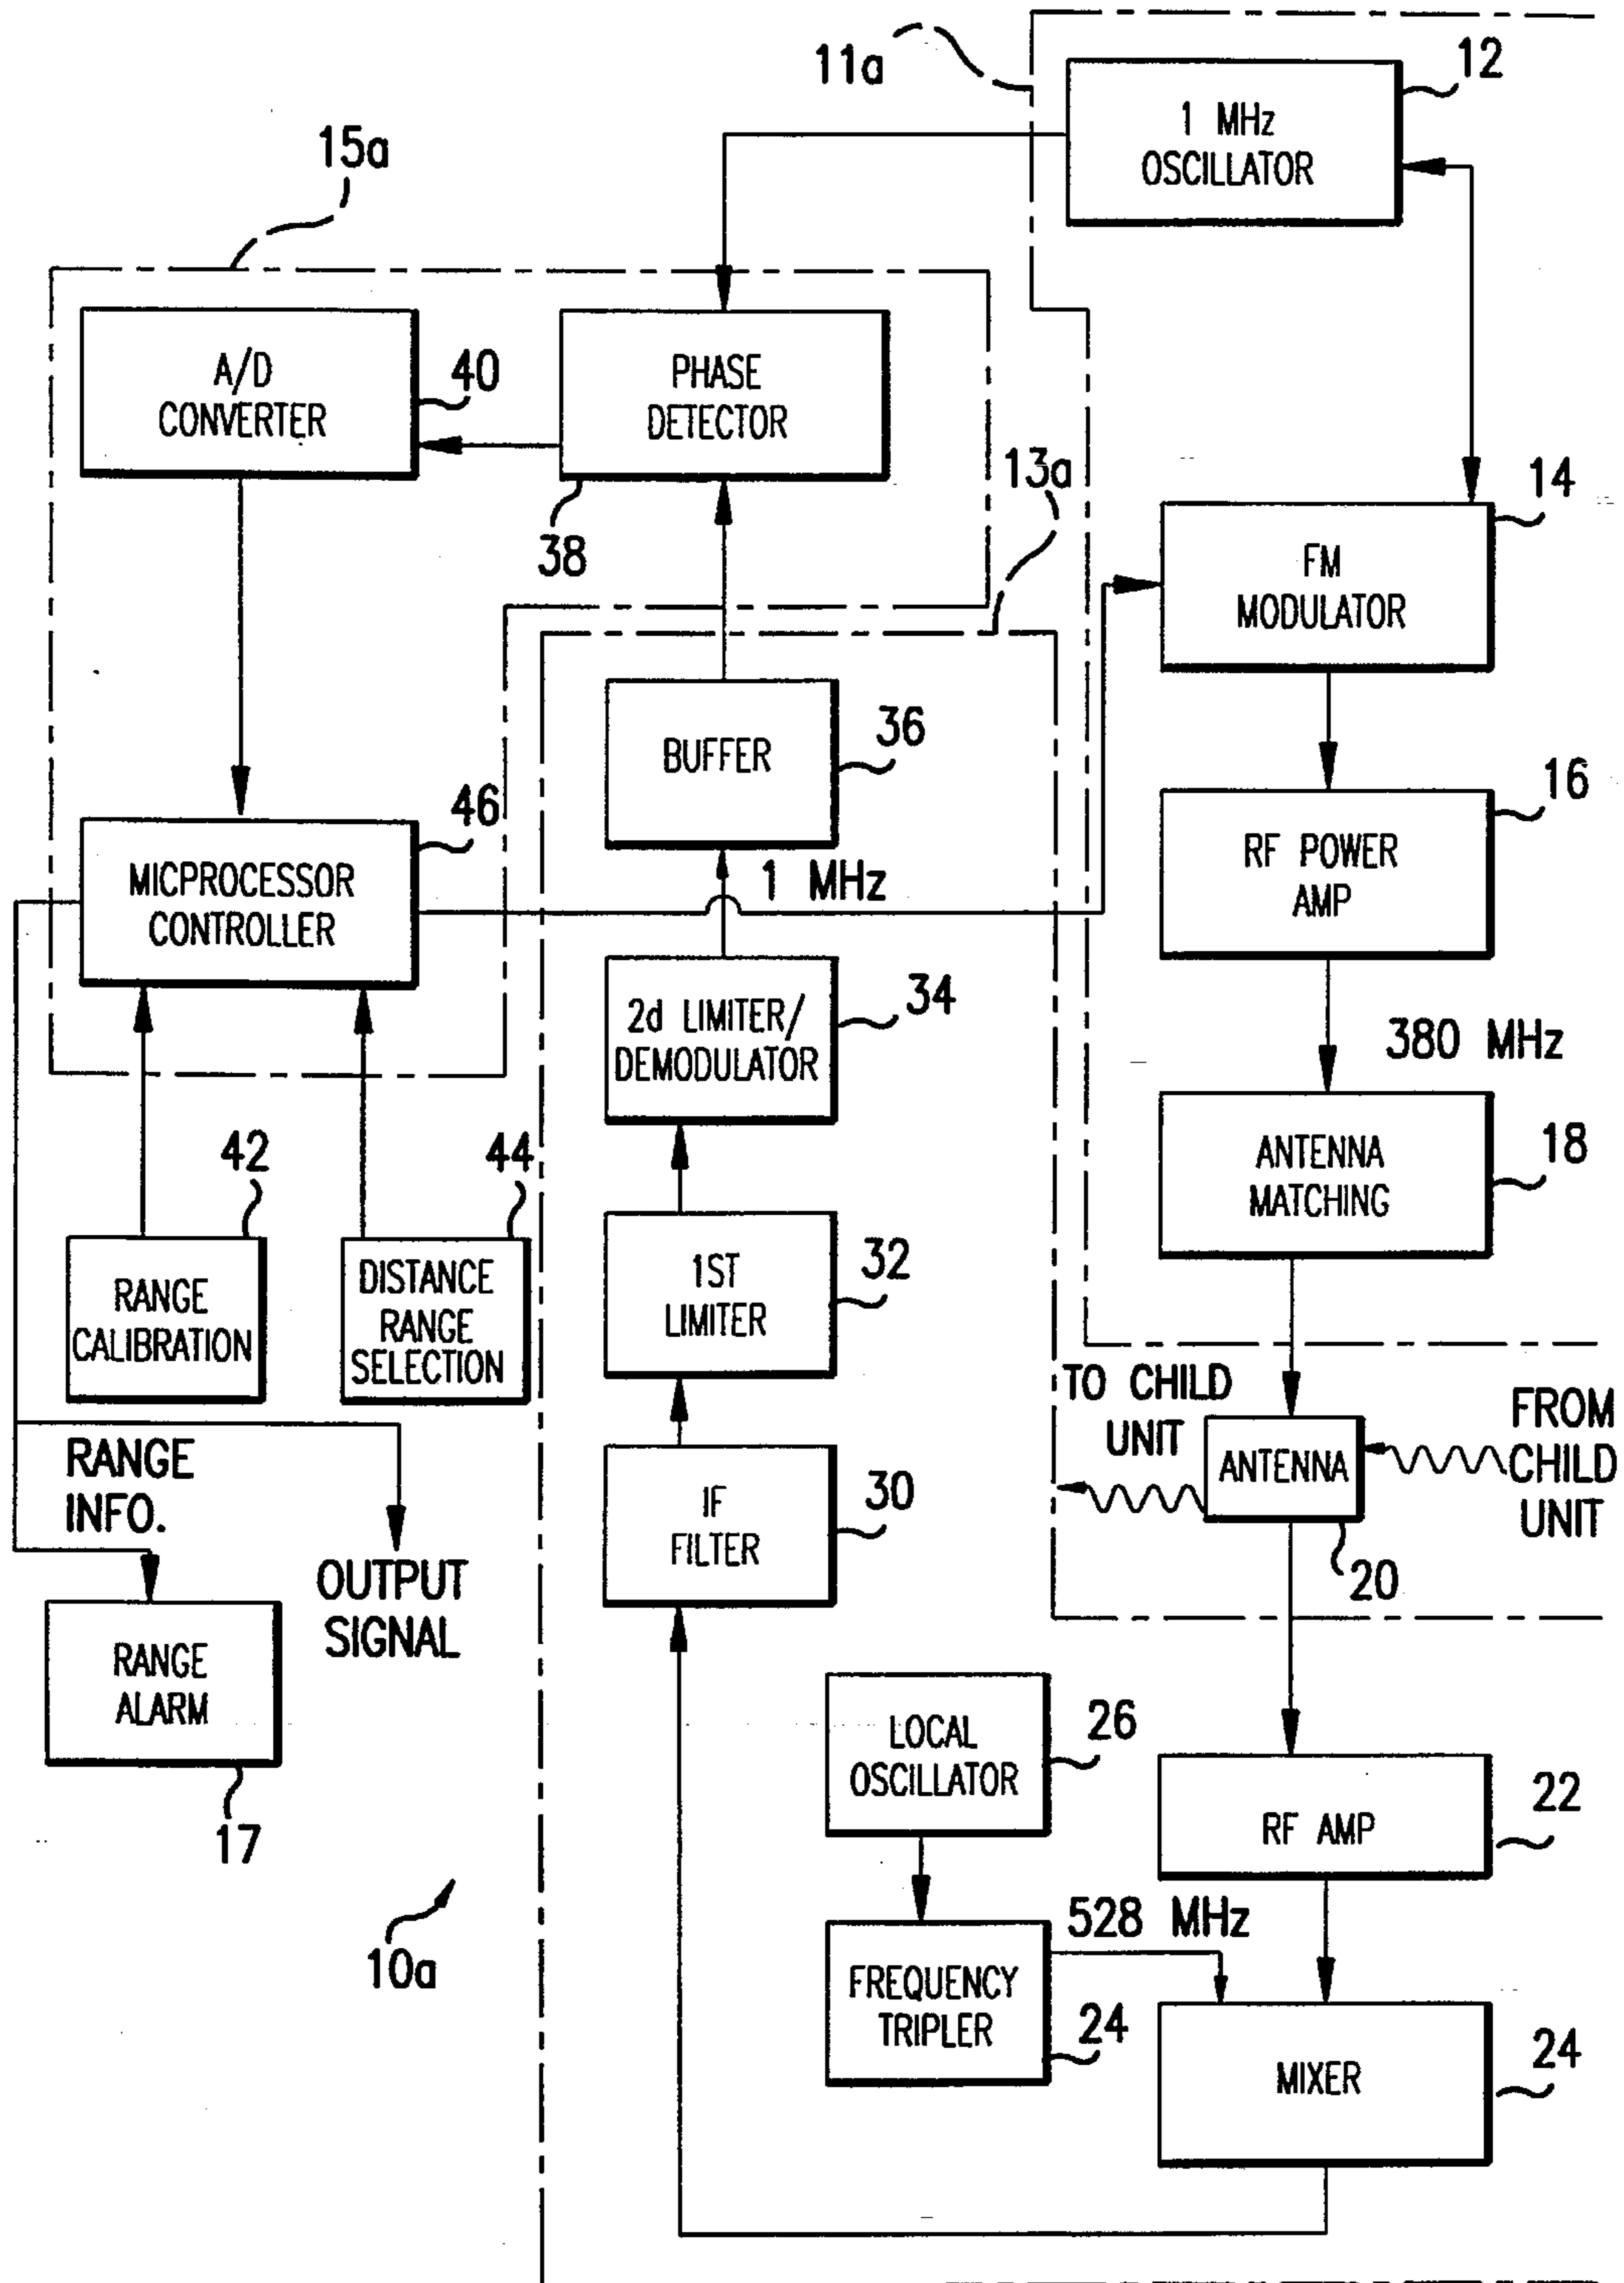 11a
12
1 MHz
OSCILLATOR
15a
A/D
CONVERTER
40
PHASE
DETECTOR
38
13a
14
FM
MODULATOR
BUFFER
36
16
RF POWER
AMP
1 MHz
46
MICPROCESSOR
CONTROLLER
2d LIMITER/
DEMODULATOR
34
380 MHz
ANTENNA
MATCHING
18
42
44
RANGE
CALIBRATION
DISTANCE
RANGE
SELECTION
1ST
LIMITER
32
TO CHILD
UNIT
ANTENNA
FROM
CHILD
UNIT
20
RANGE
INFO.
OUTPUT
SIGNAL
IF
FILTER
30
RANGE
ALARM
17
LOCAL
OSCILLATOR
26
RF AMP
22
10a
528 MHz
FREQUENCY
TRIPLER
24
MIXER
24